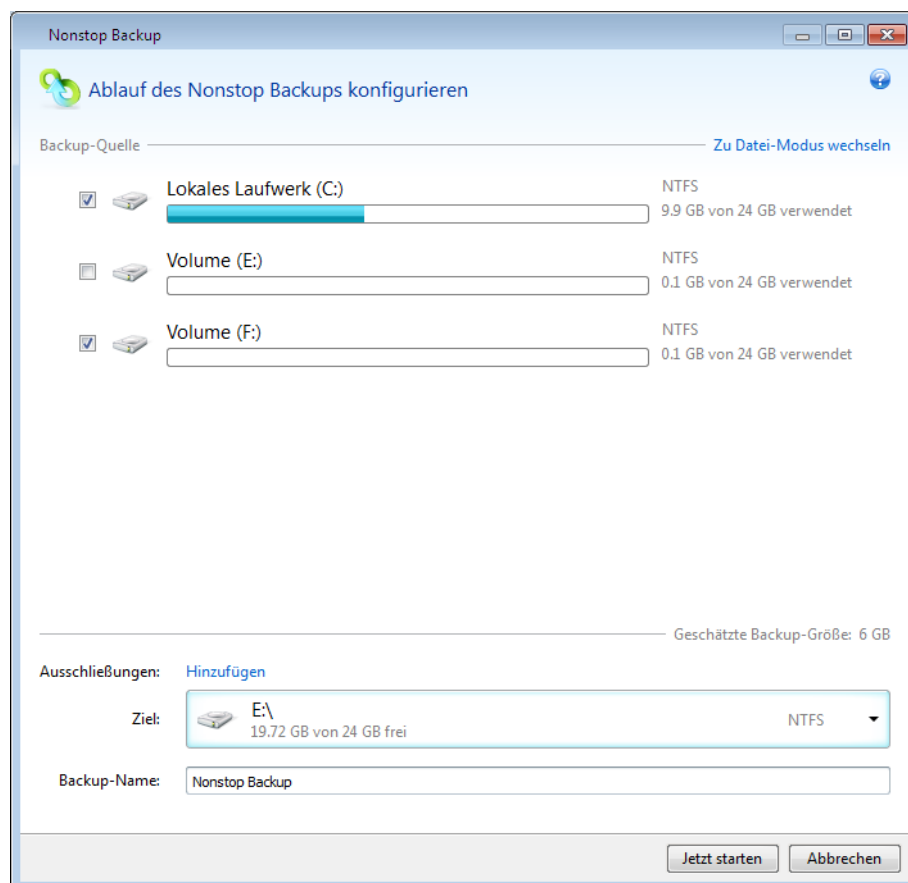 Nonstop Backup
Ablauf des Nonstop Backups konfigurieren
Backup-Quelle Zu Datei-Modus wechseln
Lokales Laufwerk (C:) NTFS
9.9 GB von 24 GB verwendet
Volume (E:) NTFS
0.1 GB von 24 GB verwendet
Volume (F:) NTFS
0.1 GB von 24 GB verwendet
Geschätzte Backup-Größe: 6 GB
Ausschließungen: Hinzufügen
Ziel: E:\ NTFS
19.72 GB von 24 GB frei
Backup-Name: Nonstop Backup
Jetzt starten Abbrechen